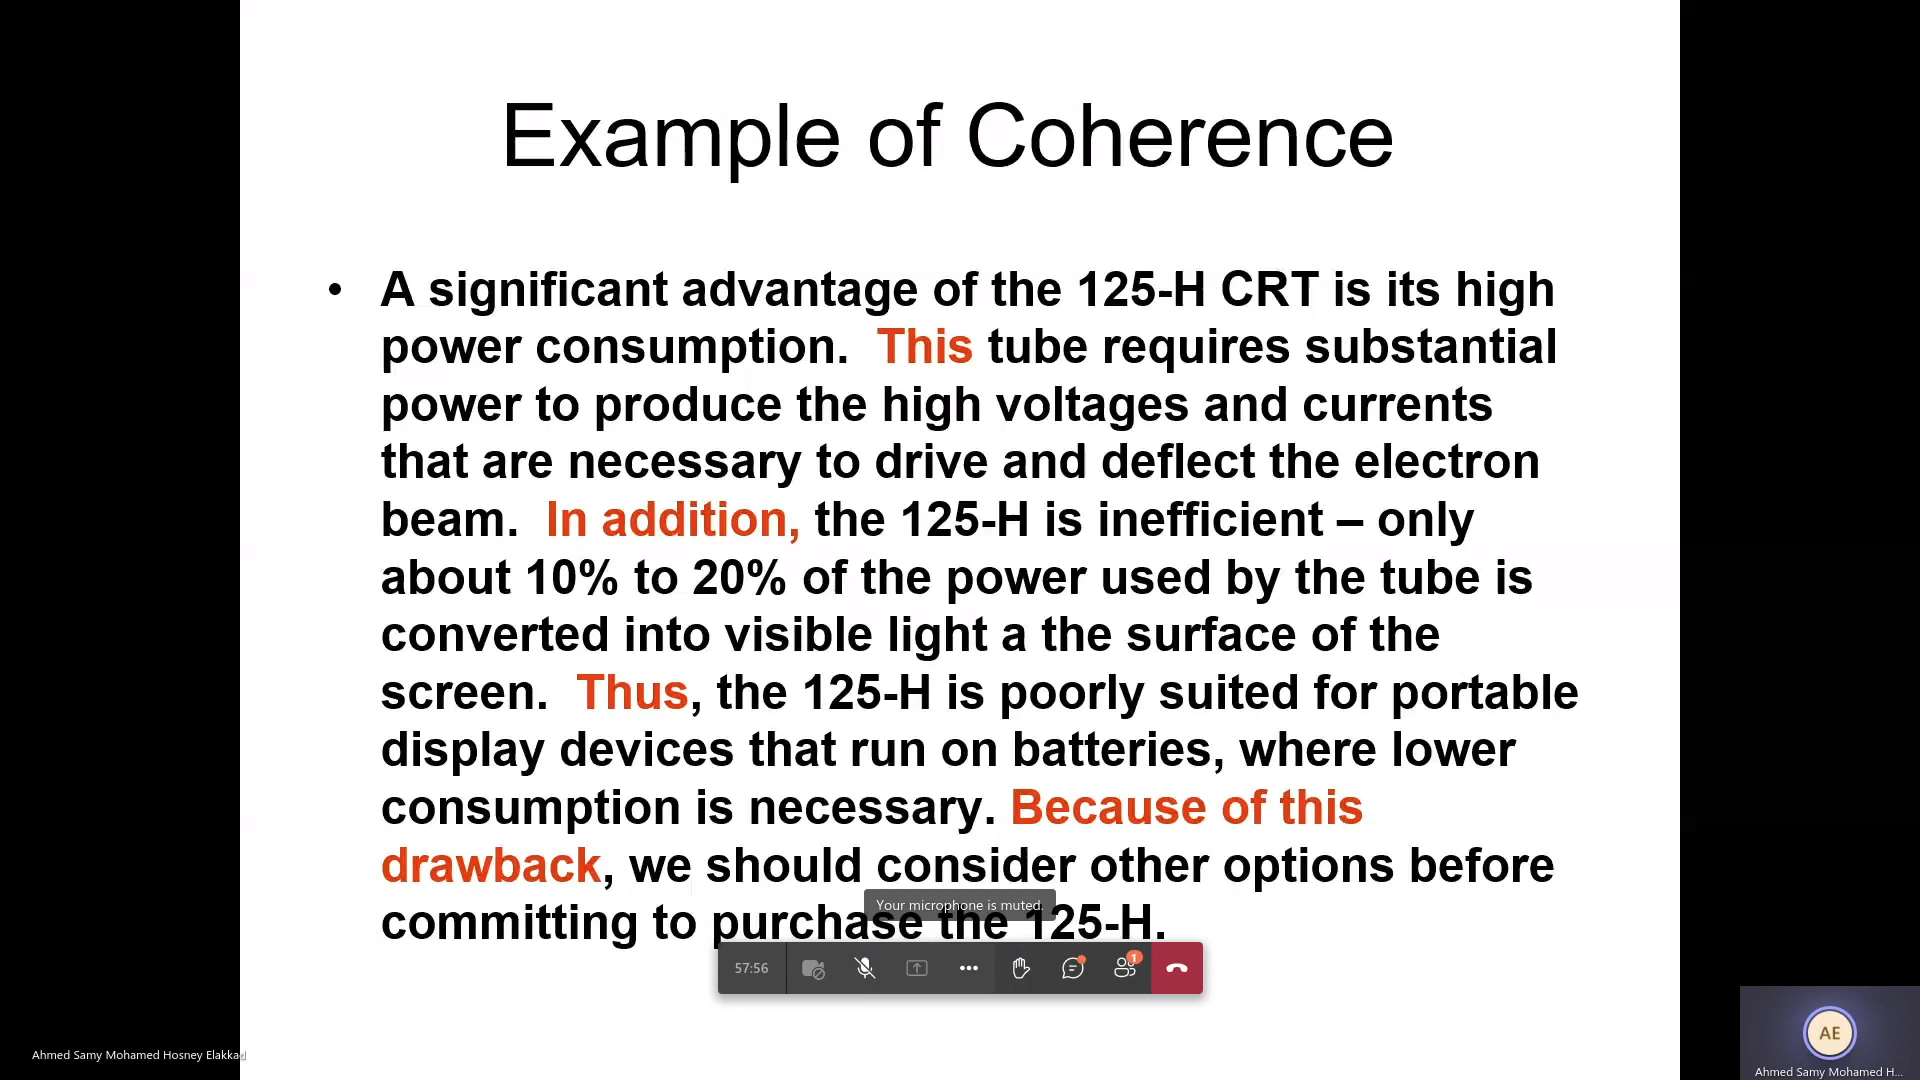 Example of Coherence
• A significant advantage of the 125-H CRT is its high
power consumption. This tube requires substantial
power to produce the high voltages and currents
that are necessary to drive and deflect the electron
beam. In addition, the 125-H is inefficient – only
about 10% to 20% of the power used by the tube is
converted into visible light a the surface of the
screen. Thus, the 125-H is poorly suited for portable
display devices that run on batteries, where lower
consumption is necessary. Because of this
drawback, we should consider other options before
committing to purchase the 125-H.
Your microphone is muted.
57:56
1
AE
Ahmed Samy Mohamed Hosney Elakkad
Ahmed Samy Mohamed H...